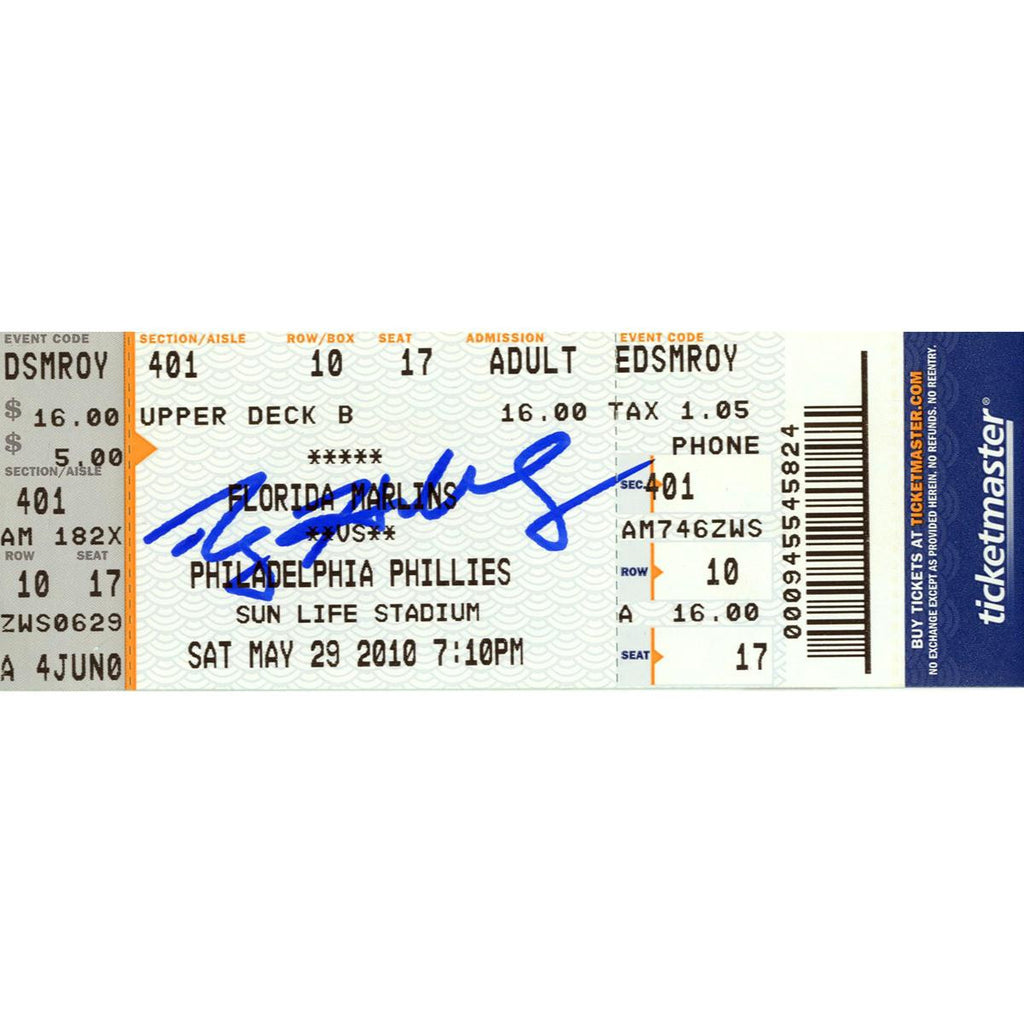 EVENT CODE
DSMROY
$ 16.00
$ 5.00
SECTION/AISLE
401
AM 182X
ROW SEAT
10 17
ZWS0629
A 4JUN0
SECTION/AISLE ROW/BOX SEAT ADMISSION
401 10 17 ADULT
UPPER DECK B 16.00
*****
FLORIDA MARLINS
**VS**
PHILADELPHIA PHILLIES
SUN LIFE STADIUM
SAT MAY 29 2010 7:10PM
EVENT CODE
EDSMROY
TAX 1.05
PHONE
SEC. 401
AM746ZWS
ROW 10
A 16.00
SEAT 17
0009455454582​4
BUY TICKETS AT TICKETMASTER.COM
NO EXCHANGE EXCEPT AS PROVIDED HEREIN. NO REFUNDS. NO REENTRY.
ticketmaster®